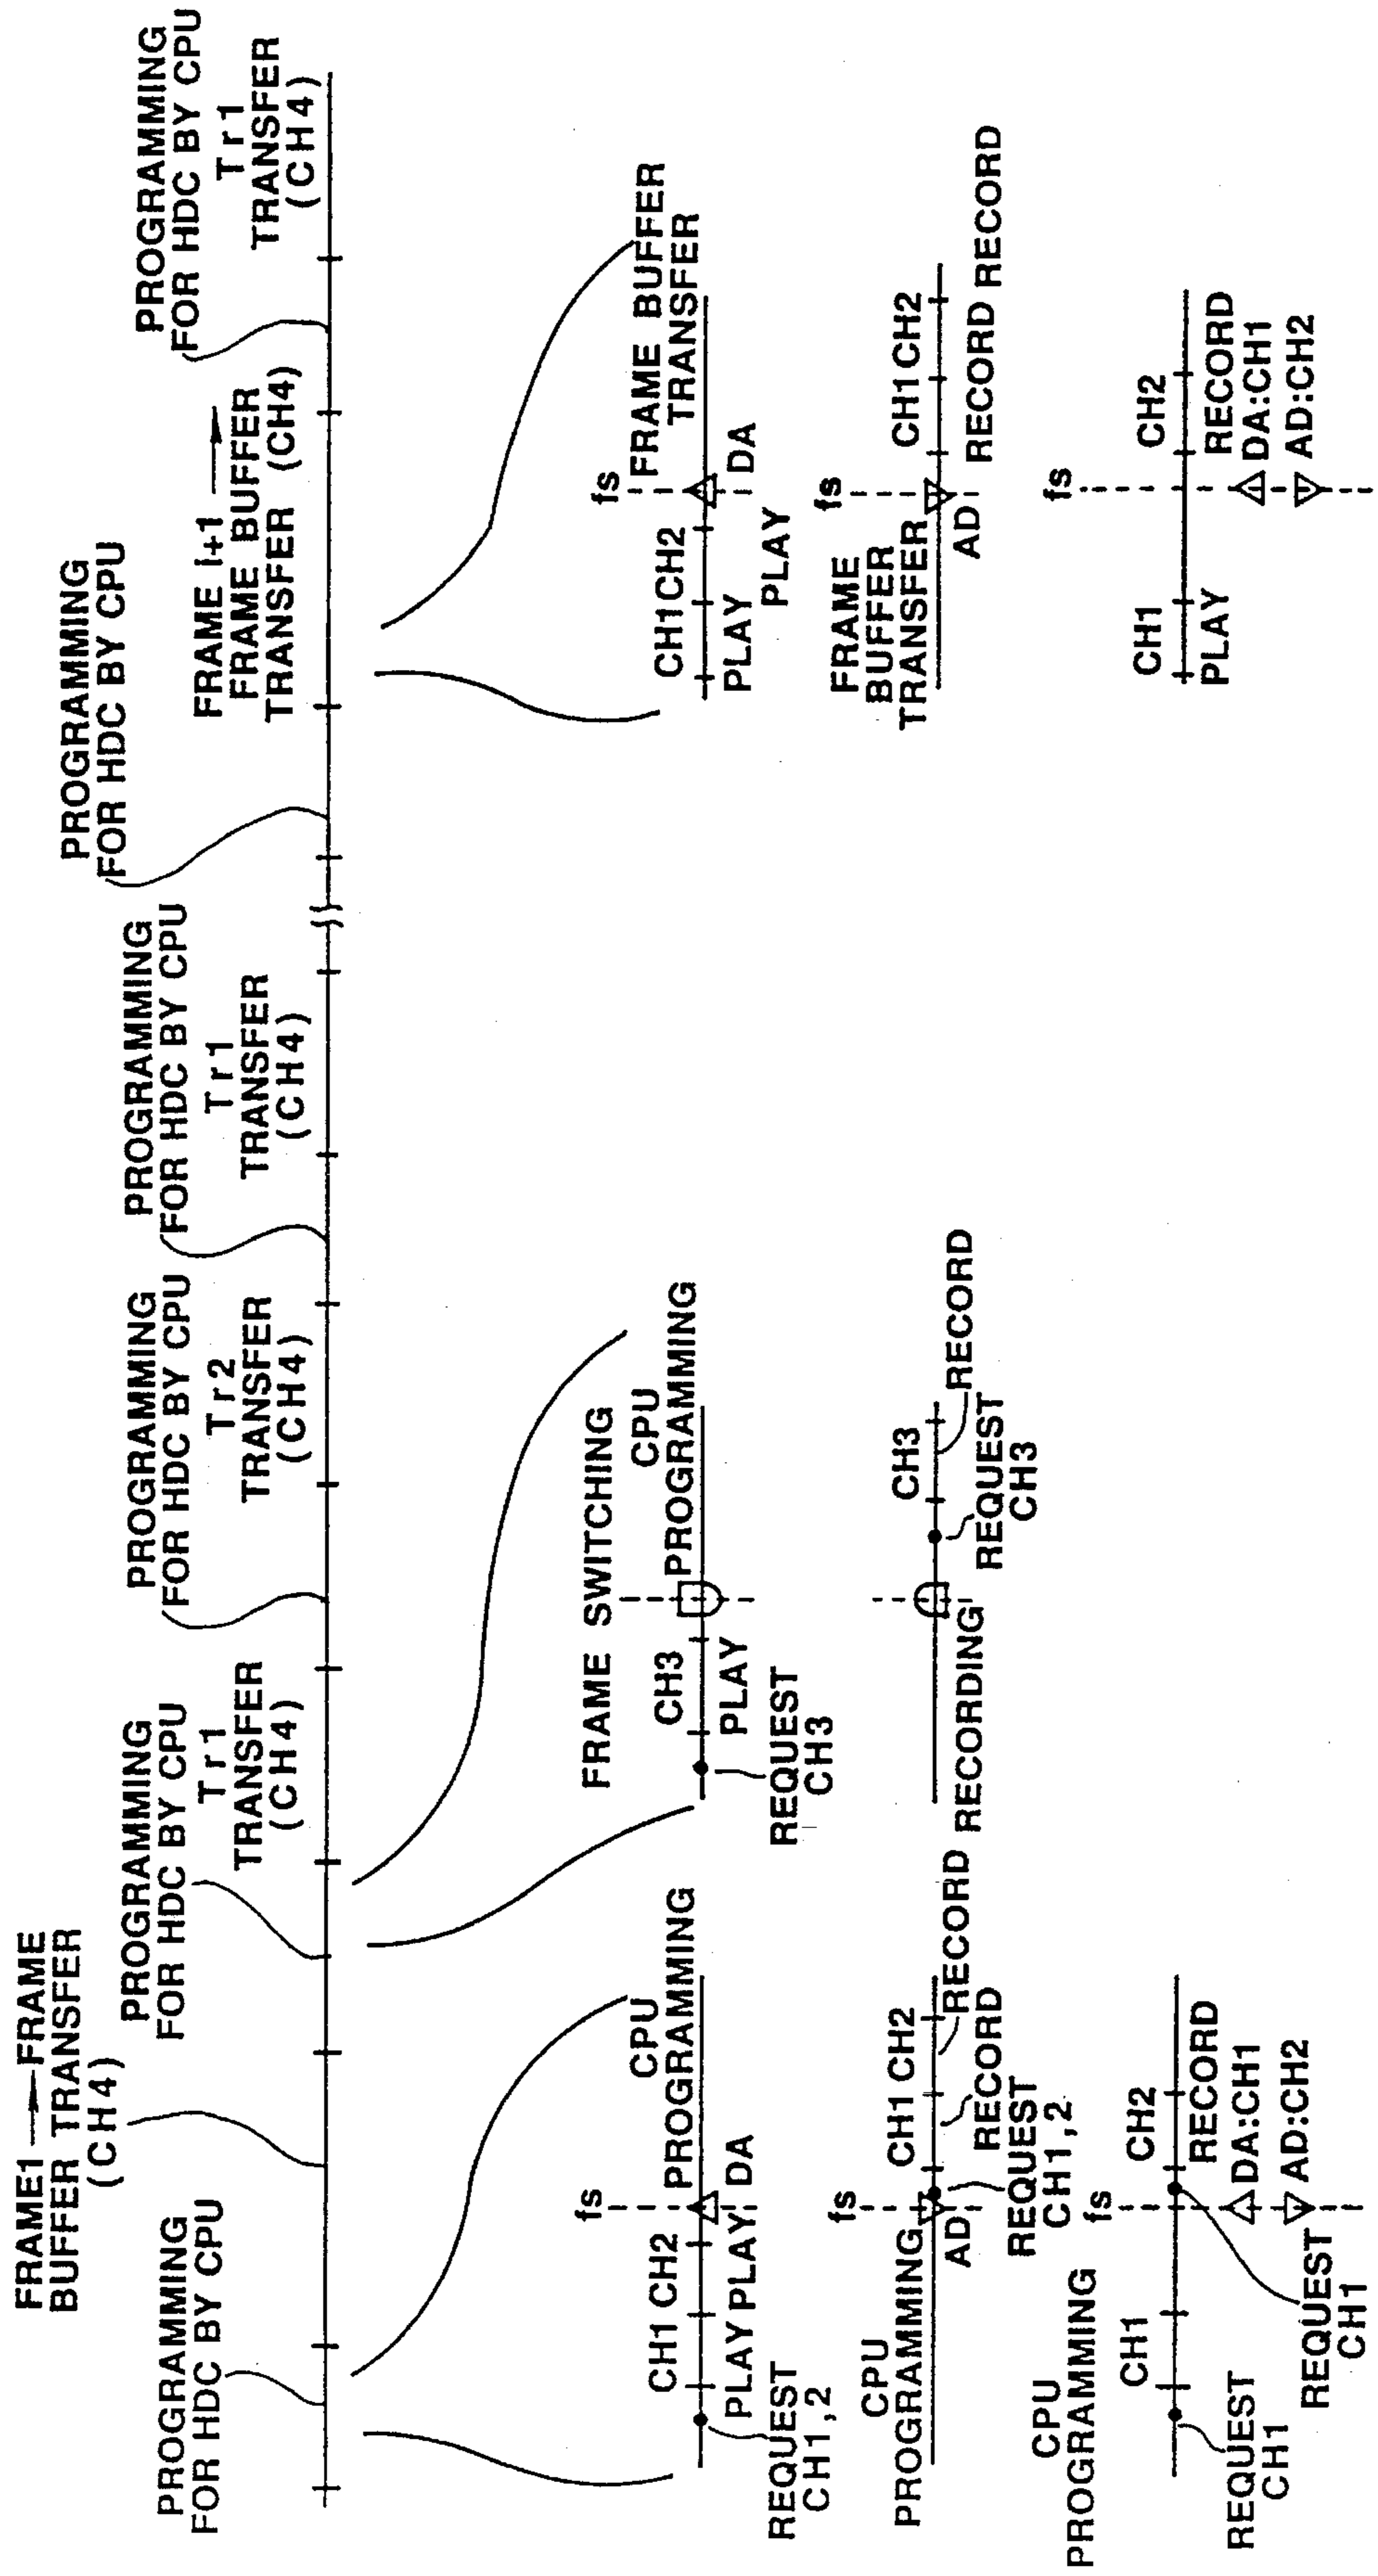 FRAME1 → FRAME
BUFFER TRANSFER
(CH4)
PROGRAMMING
FOR HDC BY CPU
PROGRAMMING
FOR HDC BY CPU
Tr1
TRANSFER
(CH4)
PROGRAMMING
FOR HDC BY CPU
Tr2
TRANSFER
(CH4)
PROGRAMMING
FOR HDC BY CPU
Tr1
TRANSFER
(CH4)
PROGRAMMING
FOR HDC BY CPU
FRAME i+1 →
FRAME BUFFER
TRANSFER (CH4)
PROGRAMMING
FOR HDC BY CPU
Tr1
TRANSFER
(CH4)
fs
CPU
PROGRAMMING
CH1 CH2
PLAY PLAY DA
REQUEST
CH1,2
fs
CPU
PROGRAMMING
CH1 CH2
AD
RECORD
RECORD
REQUEST
CH1,2
fs
CPU
PROGRAMMING
CH1
CH2
RECORD
DA:CH1
AD:CH2
REQUEST
CH1
REQUEST
CH1
FRAME SWITCHING
CPU
PROGRAMMING
CH3
PLAY
REQUEST
CH3
CH3
RECORDING
RECORD
REQUEST
CH3
fs
FRAME BUFFER
TRANSFER
CH1 CH2
PLAY
DA
PLAY
fs
FRAME
BUFFER
TRANSFER
CH1 CH2
AD
RECORD RECORD
fs
CH1
CH2
PLAY
RECORD
DA:CH1
AD:CH2